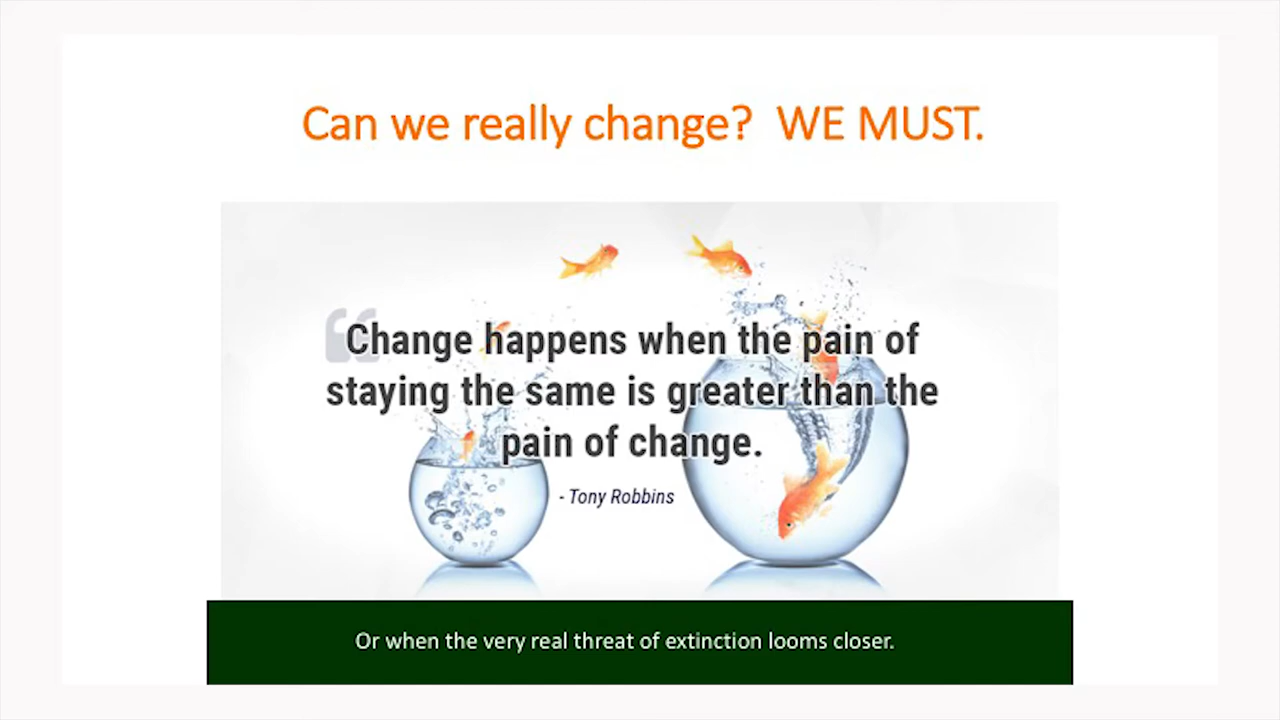 Can we really change?  WE MUST.
“Change happens when the pain of
staying the same is greater than the
pain of change.
- Tony Robbins
Or when the very real threat of extinction looms closer.